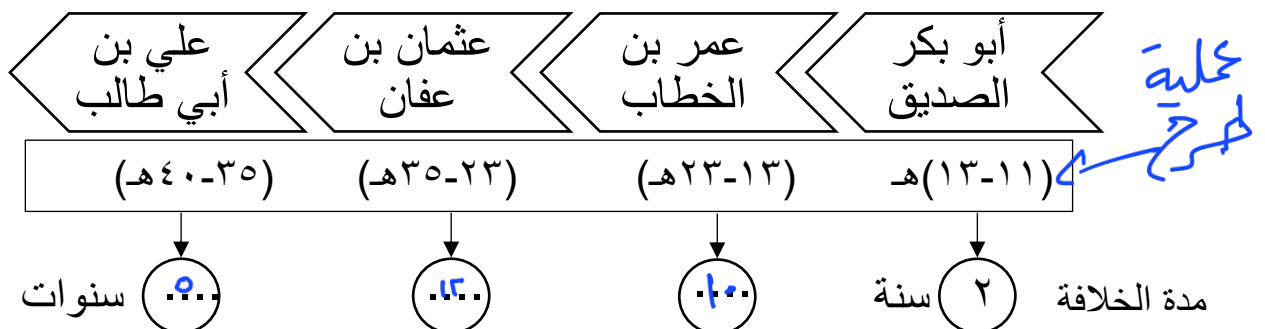 أبو بكر الصديق
عمر بن الخطاب
عثمان بن عفان
علي بن أبي طالب
عملية طرح
(١١-١٣)هـ
(١٣-٢٣هـ)
(٢٣-٣٥هـ)
(٣٥-٤٠هـ)
مدة الخلافة
٢ سنة
١٠
١٢
٥ سنوات